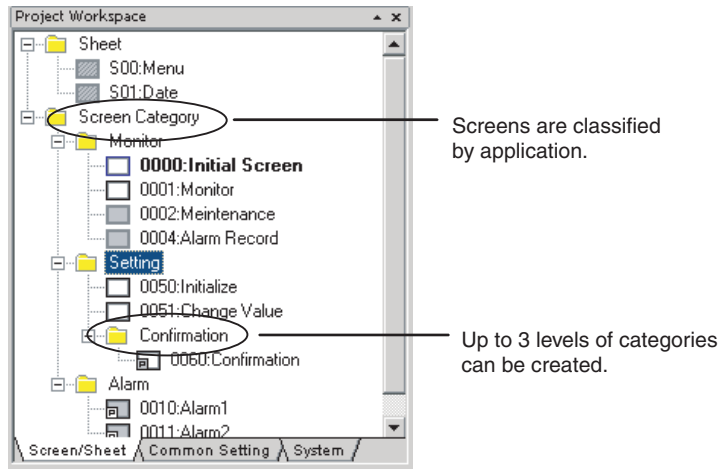 Project Workspace
Sheet
S00:Menu
S01:Date
Screen Category
Monitor
0000:Initial Screen
0001:Monitor
0002:Meintenance
0004:Alarm Record
Setting
0050:Initialize
0051:Change Value
Confirmation
0060:Confirmation
Alarm
0010:Alarm1
0011:Alarm2
Screen/Sheet Common Setting System
Screens are classified
by application.
Up to 3 levels of categories
can be created.